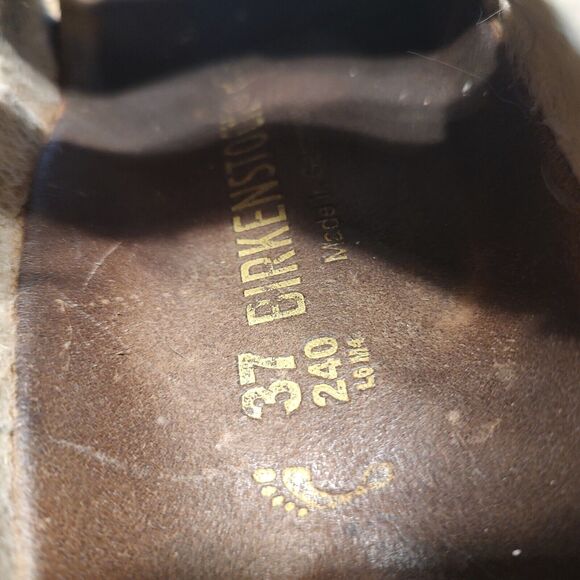 BIRKENSTOCK
Made in
37
240
L6 M4